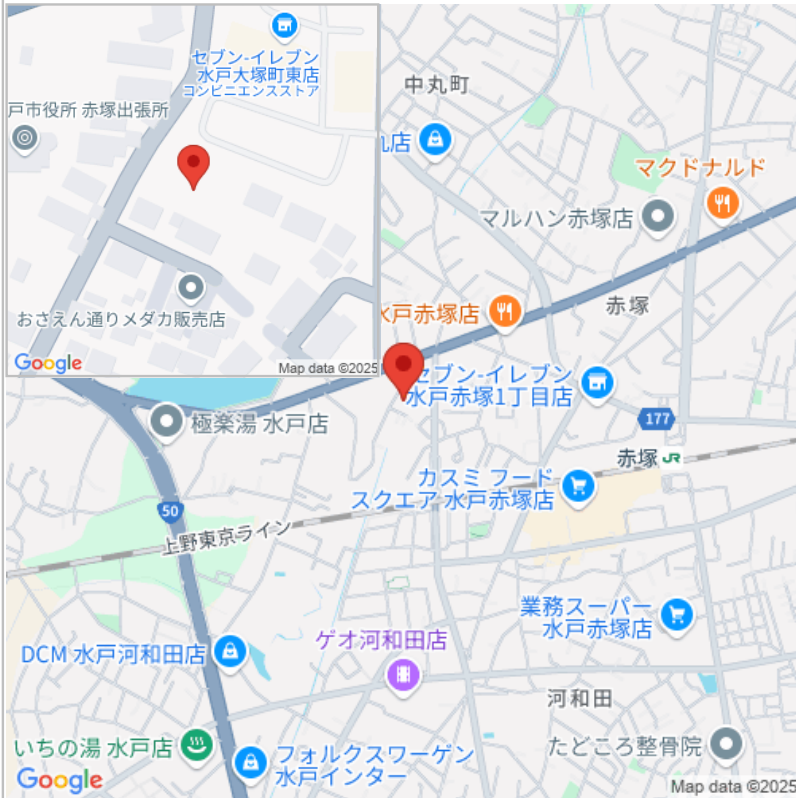 セブン-イレブン
水戸大塚町東店
コンビニエンスストア
戸市役所 赤塚出張所
おさえん通りメダカ販売店
Google
Map data ©2025
中丸町
店
マクドナルド
マルハン赤塚店
赤塚
水戸赤塚店
セブン-イレブン
水戸赤塚1丁目店
極楽湯 水戸店
177
赤塚 JR
カスミ フード
スクエア 水戸赤塚店
50
上野東京ライン
業務スーパー
水戸赤塚店
ゲオ河和田店
DCM 水戸河和田店
河和田
いちの湯 水戸店
フォルクスワーゲン
水戸インター
たどころ整骨院
Google
Map data ©2025